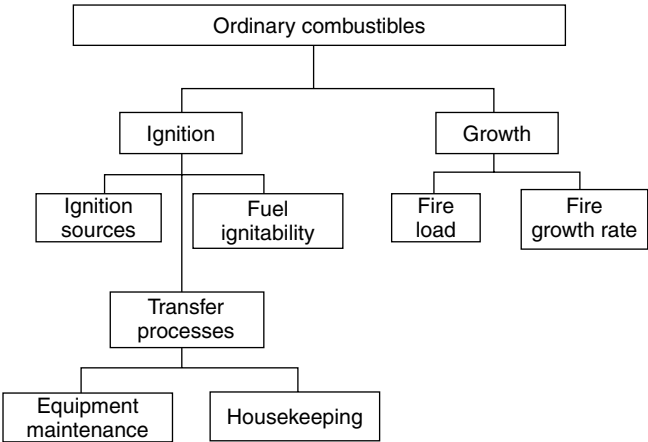 Ordinary combustibles
Ignition
Growth
Ignition
sources
Fuel
ignitability
Fire
load
Fire
growth rate
Transfer
processes
Equipment
maintenance
Housekeeping